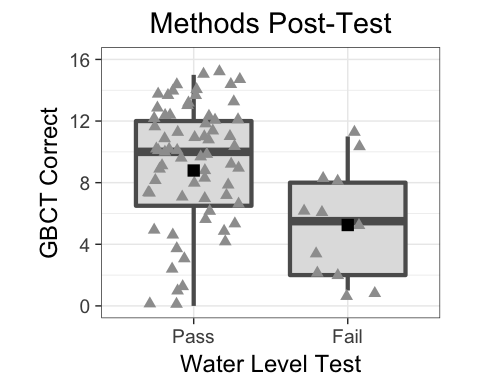 Methods Post-Test
GBCT Correct
16
12
8
4
0
Pass Fail
Water Level Test